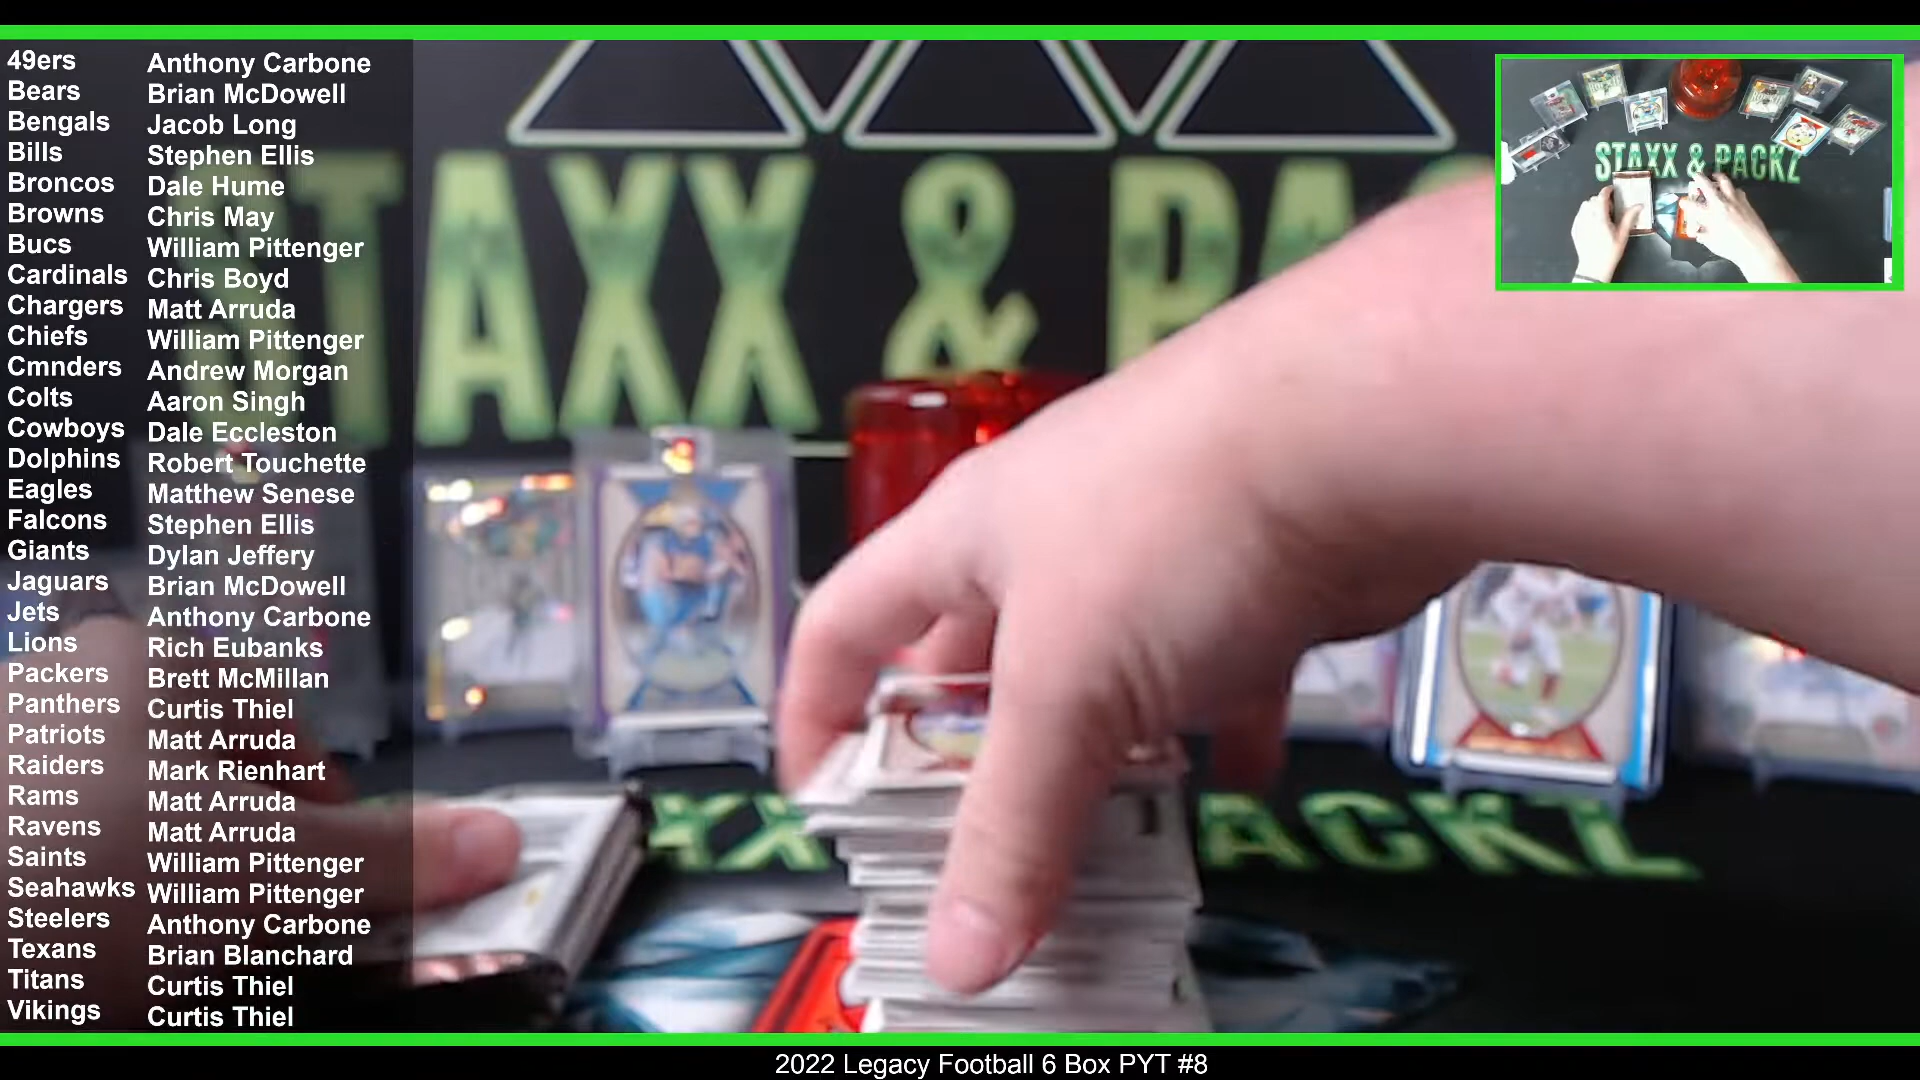 49ers Anthony Carbone
Bears Brian McDowell
Bengals Jacob Long
Bills Stephen Ellis
Broncos Dale Hume
Browns Chris May
Bucs William Pittenger
Cardinals Chris Boyd
Chargers Matt Arruda
Chiefs William Pittenger
Cmnders Andrew Morgan
Colts Aaron Singh
Cowboys Dale Eccleston
Dolphins Robert Touchette
Eagles Matthew Senese
Falcons Stephen Ellis
Giants Dylan Jeffery
Jaguars Brian McDowell
Jets Anthony Carbone
Lions Rich Eubanks
Packers Brett McMillan
Panthers Curtis Thiel
Patriots Matt Arruda
Raiders Mark Rienhart
Rams Matt Arruda
Ravens Matt Arruda
Saints William Pittenger
Seahawks William Pittenger
Steelers Anthony Carbone
Texans Brian Blanchard
Titans Curtis Thiel
Vikings Curtis Thiel
STAXX & PAC
STAXX & PACKZ
XX PACKZ
2022 Legacy Football 6 Box PYT #8